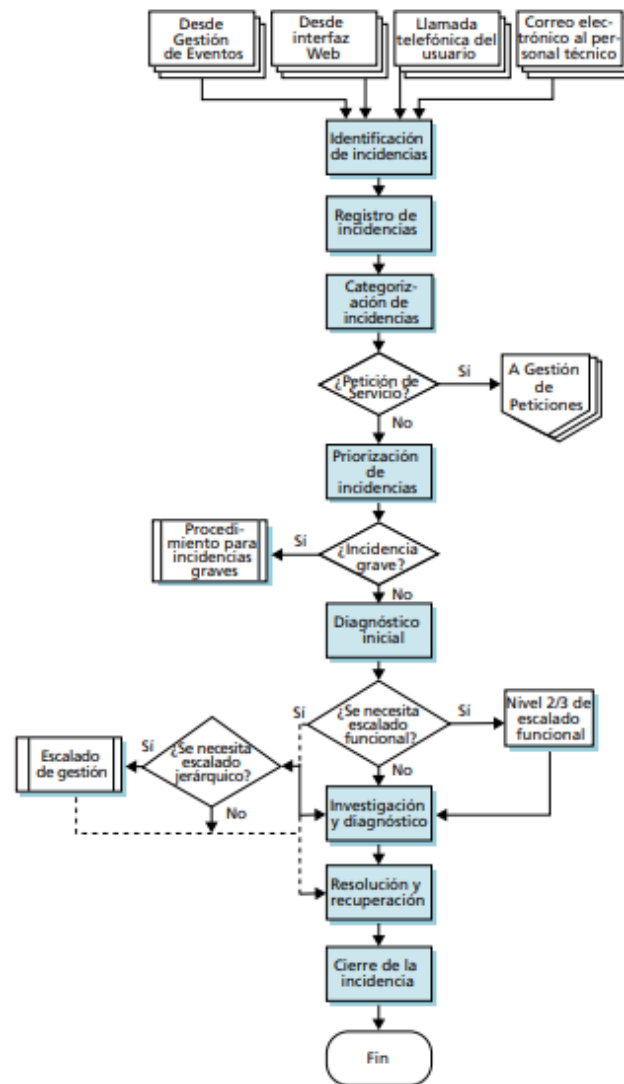 Desde
Gestión
de Eventos
Desde
interfaz
Web
Llamada
telefónica del
usuario
Correo elec-
trónico al per-
sonal técnico
Identificación
de incidencias
Registro de
incidencias
Categoriz-
ación de
incidencias
¿Petición de
Servicio?
Sí
A Gestión
de
Peticiones
No
Priorización
de
incidencias
Procedi-
miento para
incidencias
graves
Sí
¿Incidencia
grave?
No
Diagnóstico
inicial
Sí
¿Se necesita
escalado
funcional?
Sí
Nivel 2/3 de
escalado
funcional
Escalado
de gestión
Sí
¿Se necesita
escalado
jerárquico?
No
No
Investigación
y diagnóstico
Resolución y
recuperación
Cierre de la
incidencia
Fin